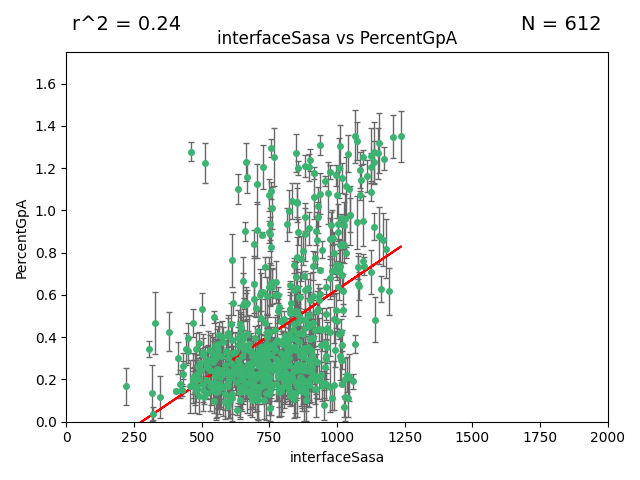 r^2 = 0.24
N = 612
interfaceSasa vs PercentGpA
1.6
1.4
1.2
1.0
0.8
0.6
0.4
0.2
0.0
PercentGpA
0 250 500 750 1000 1250 1500 1750 2000
interfaceSasa